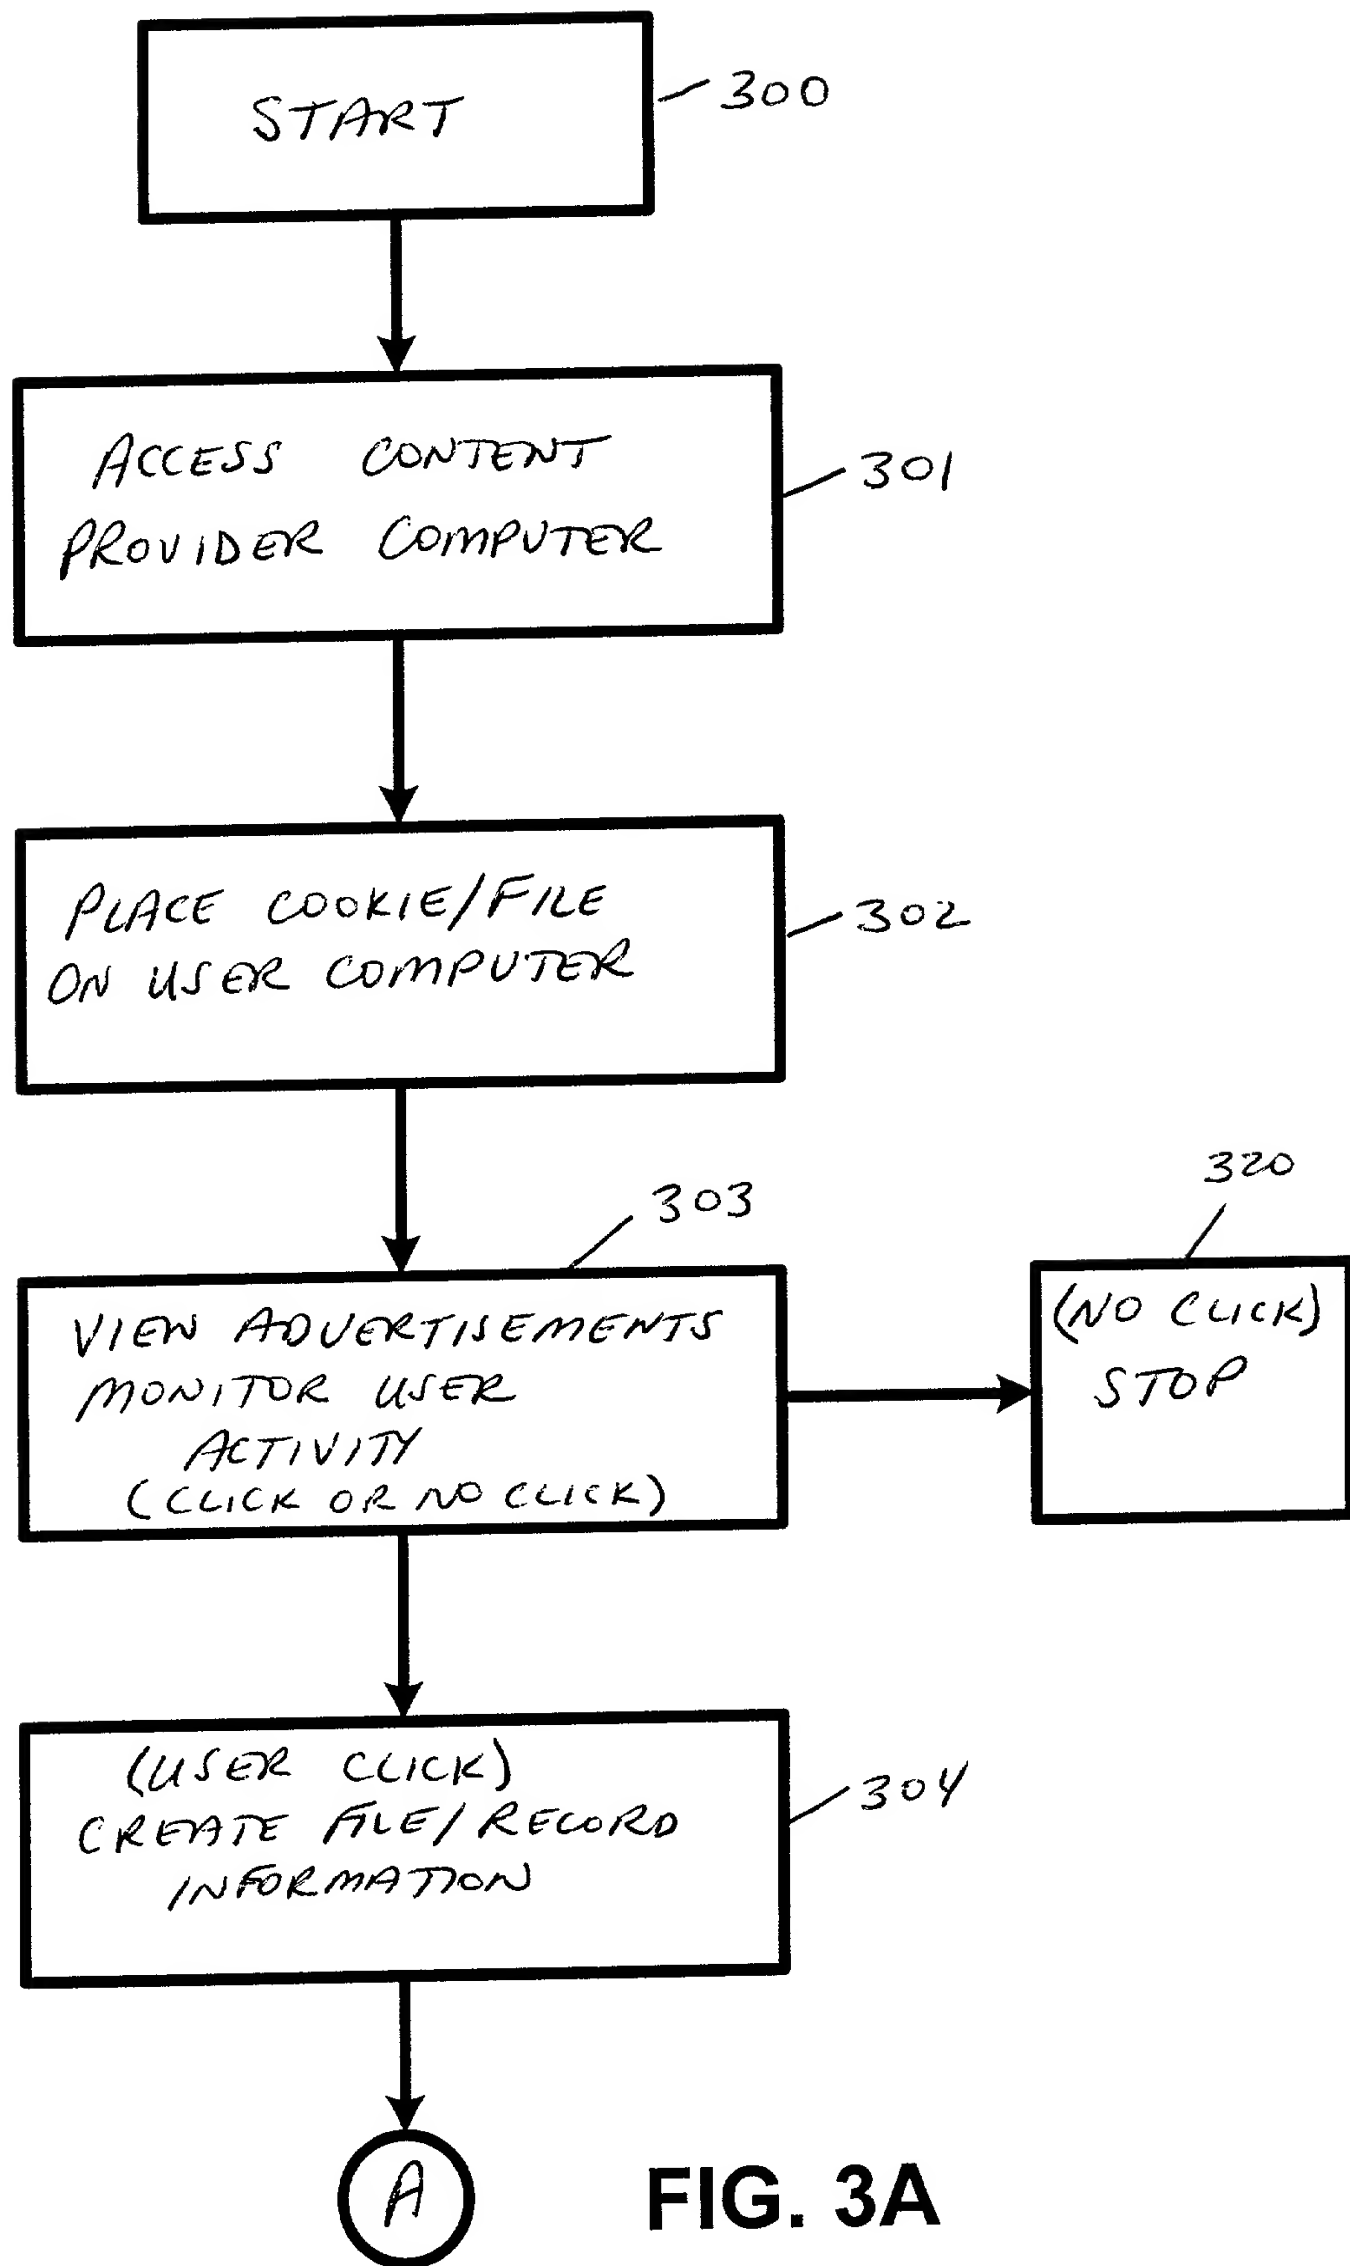 START
300
ACCESS CONTENT
PROVIDER COMPUTER
301
PLACE COOKIE/FILE
ON USER COMPUTER
302
303
VIEW ADVERTISEMENTS
MONITOR USER
ACTIVITY
(CLICK OR NO CLICK)
320
(NO CLICK)
STOP
(USER CLICK)
CREATE FILE/RECORD
INFORMATION
304
A
FIG. 3A